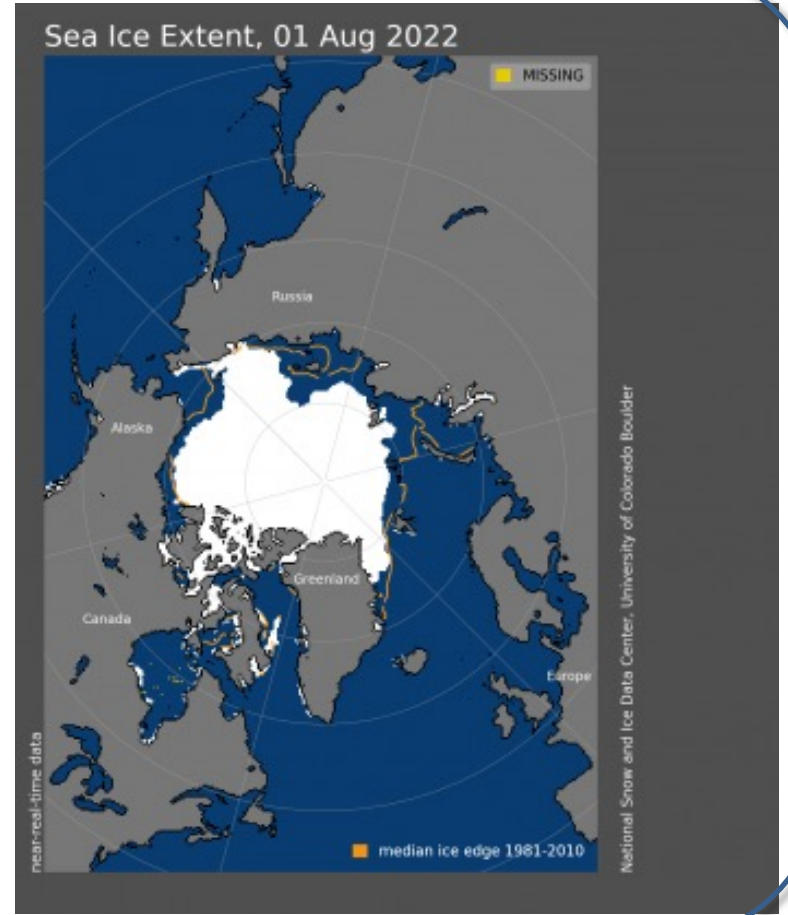 Sea Ice Extent, 01 Aug 2022
MISSING
Russia
Alaska
Greenland
Canada
Europe
near-real-time data
median ice edge 1981-2010
National Snow and Ice Data Center, University of Colorado Boulder